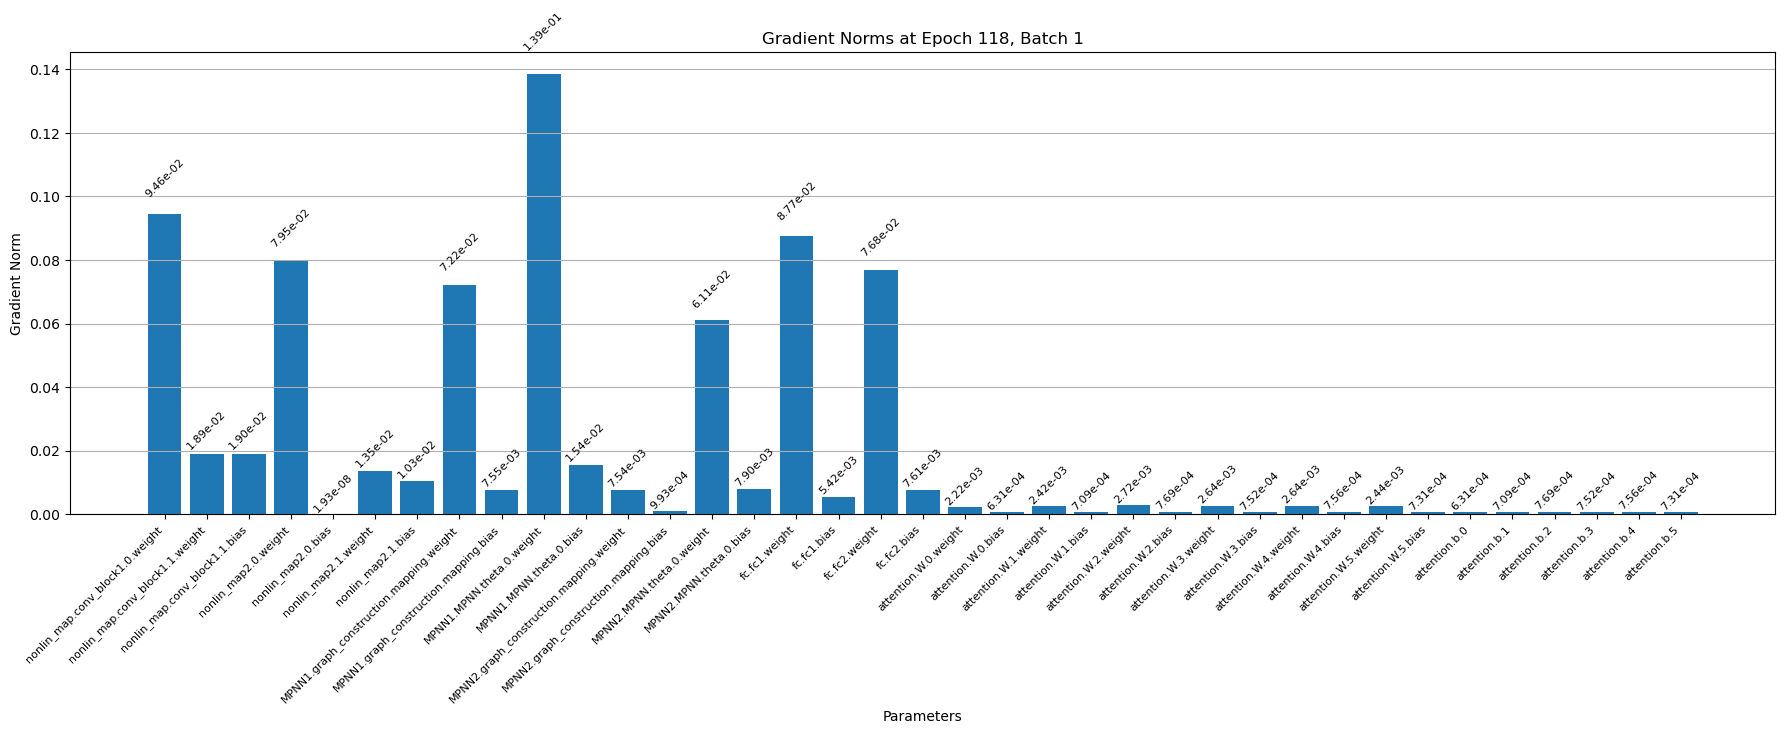 Gradient Norms at Epoch 118, Batch 1
Gradient Norm
0.14
0.12
0.10
0.08
0.06
0.04
0.02
0.00
9.46e-02
1.89e-02
1.90e-02
7.95e-02
1.93e-08
1.35e-02
1.03e-02
7.22e-02
7.55e-03
1.39e-01
1.54e-02
7.54e-03
9.93e-04
6.11e-02
7.90e-03
8.77e-02
5.42e-03
7.68e-02
7.61e-03
2.22e-03
6.31e-04
2.42e-03
7.09e-04
2.72e-03
7.69e-04
2.64e-03
7.52e-04
2.64e-03
7.56e-04
2.44e-03
7.31e-04
6.31e-04
7.09e-04
7.69e-04
7.52e-04
7.56e-04
7.31e-04
nonlin_map.conv_block1.0.weight
nonlin_map.conv_block1.1.weight
nonlin_map.conv_block1.1.bias
nonlin_map2.0.weight
nonlin_map2.0.bias
nonlin_map2.1.weight
nonlin_map2.1.bias
MPNN1.graph_construction.mapping.weight
MPNN1.graph_construction.mapping.bias
MPNN1.MPNN.theta.0.weight
MPNN1.MPNN.theta.0.bias
MPNN2.graph_construction.mapping.weight
MPNN2.graph_construction.mapping.bias
MPNN2.MPNN.theta.0.weight
MPNN2.MPNN.theta.0.bias
fc.fc1.weight
fc.fc1.bias
fc.fc2.weight
fc.fc2.bias
attention.W.0.weight
attention.W.0.bias
attention.W.1.weight
attention.W.1.bias
attention.W.2.weight
attention.W.2.bias
attention.W.3.weight
attention.W.3.bias
attention.W.4.weight
attention.W.4.bias
attention.W.5.weight
attention.W.5.bias
attention.b.0
attention.b.1
attention.b.2
attention.b.3
attention.b.4
attention.b.5
Parameters